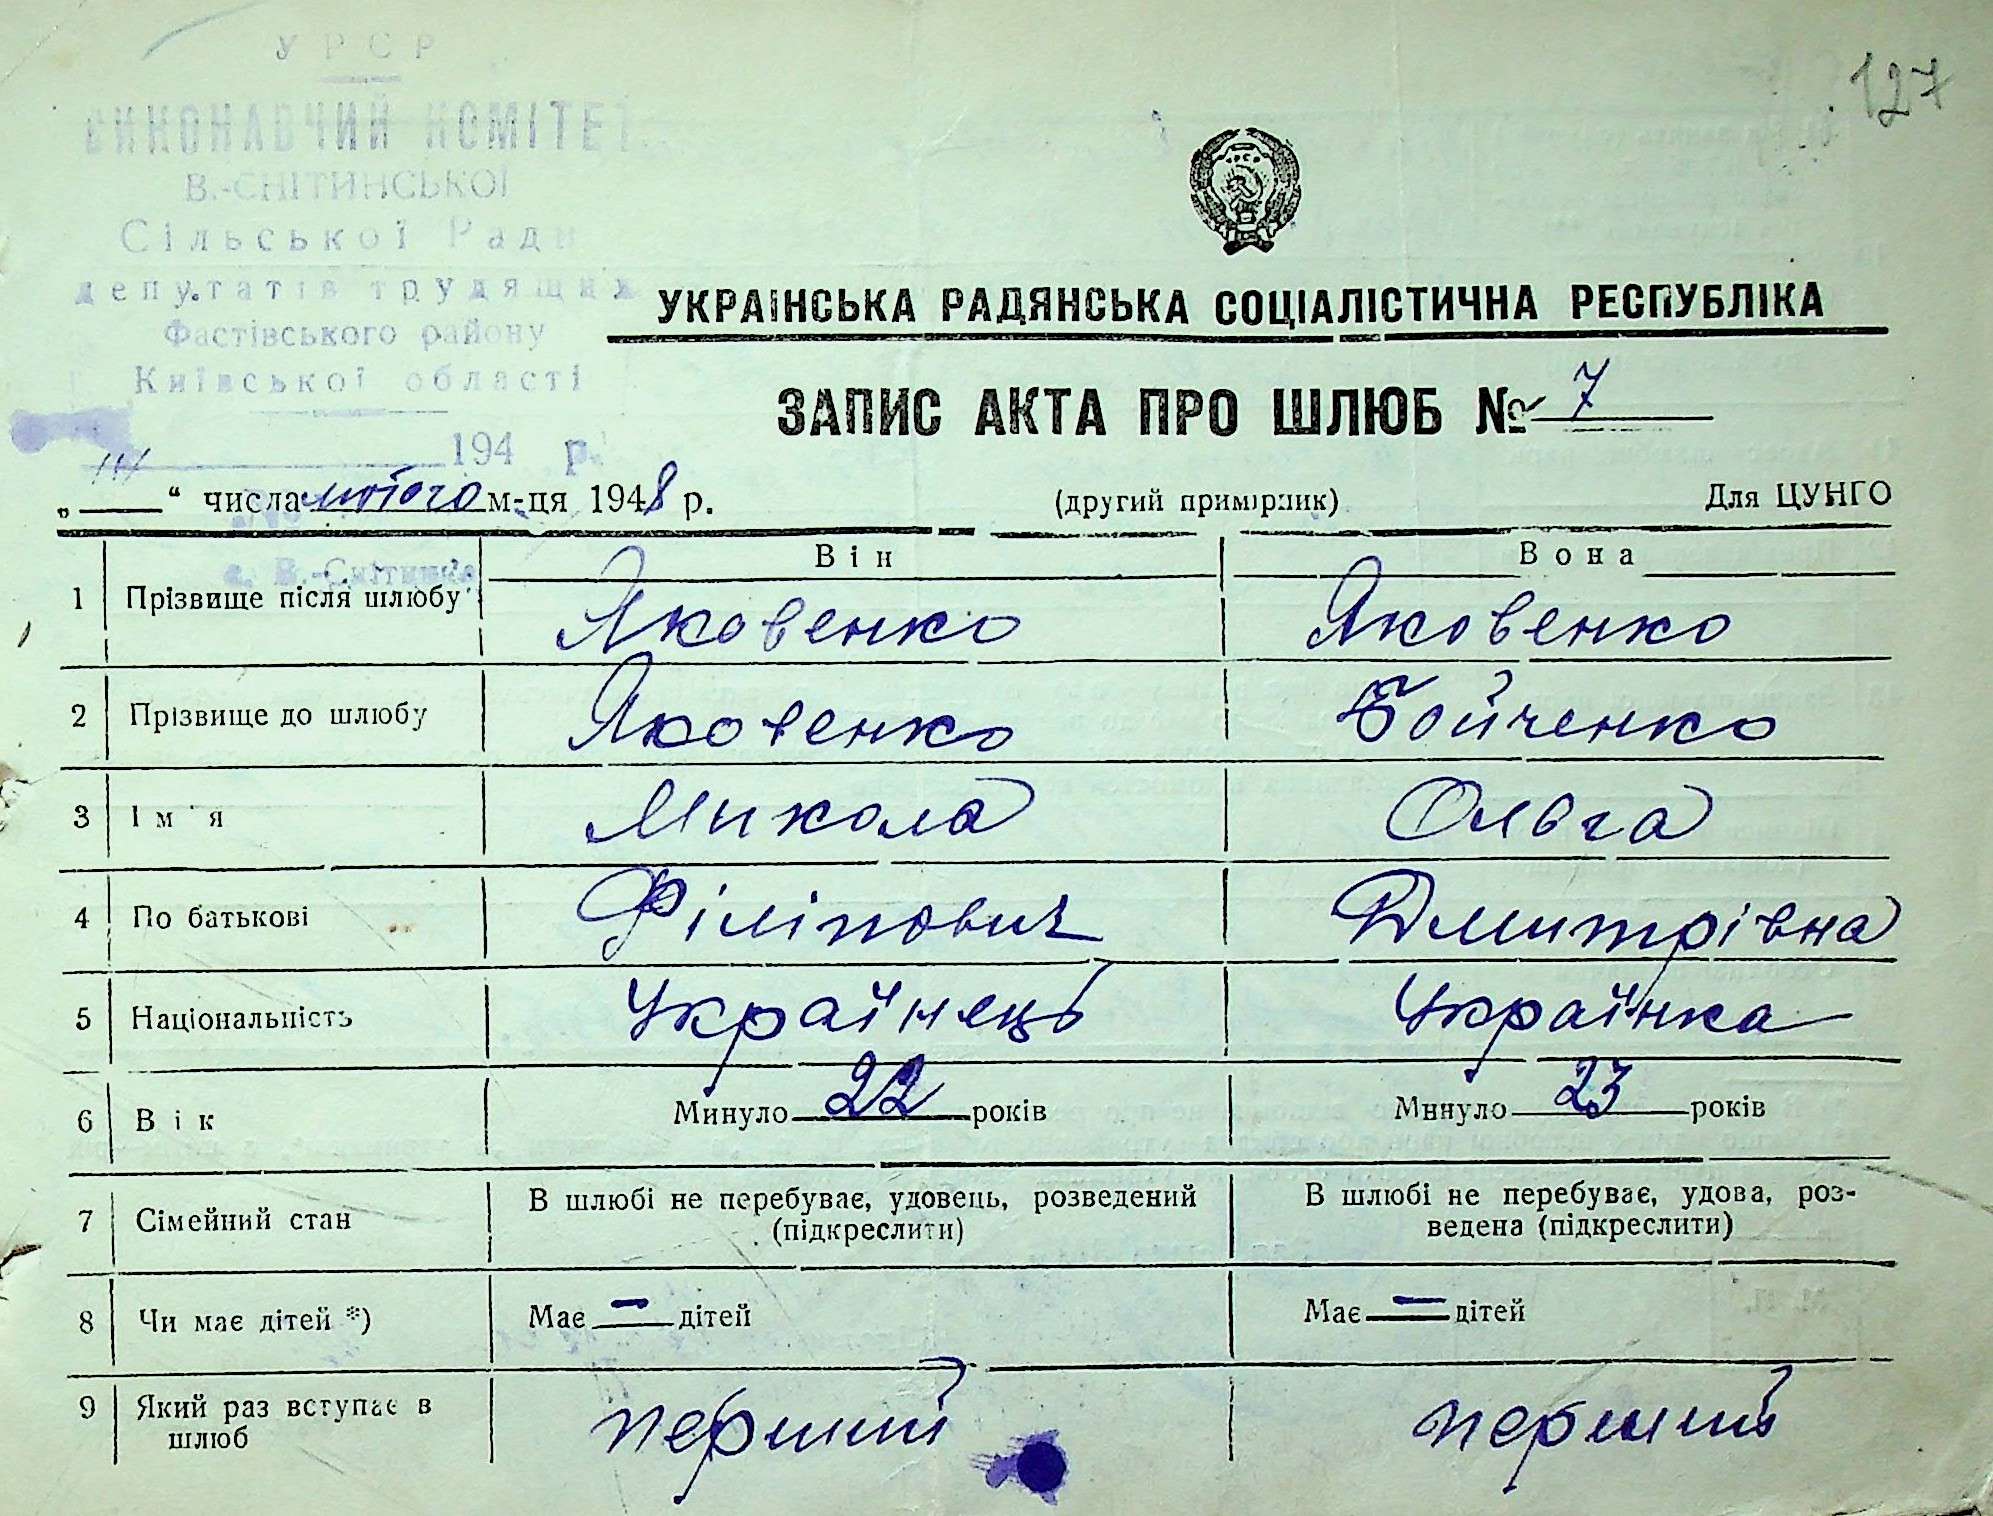 127
УРСР
ВИКОНАВЧИЙ КОМІТЕТ
В.-СНІТИНСЬКОЇ
Сільської Ради
депутатів трудящих
Фастівського району
Київської області
194 р.
УКРАЇНСЬКА РАДЯНСЬКА СОЦІАЛІСТИЧНА РЕСПУБЛІКА
ЗАПИС АКТА ПРО ШЛЮБ № 7
„ “ числа лютого м-ця 1948 р. (другий примірник) Для ЦУНГО
с. В.-Снітинка
Він Вона
1 Прізвище після шлюбу Яковенко Яковенко
2 Прізвище до шлюбу Яковенко Бойченко
3 Ім'я Микола Ольга
4 По батькові Філіпович Дмитрівна
5 Національність Українець Українка
6 Вік Минуло 22 років Минуло 23 років
7 Сімейний стан В шлюбі не перебуває, удовець, розведений (підкреслити) В шлюбі не перебуває, удова, роз-
ведена (підкреслити)
8 Чи має дітей *) Має — дітей Має — дітей
9 Який раз вступає в
шлюб перший перший